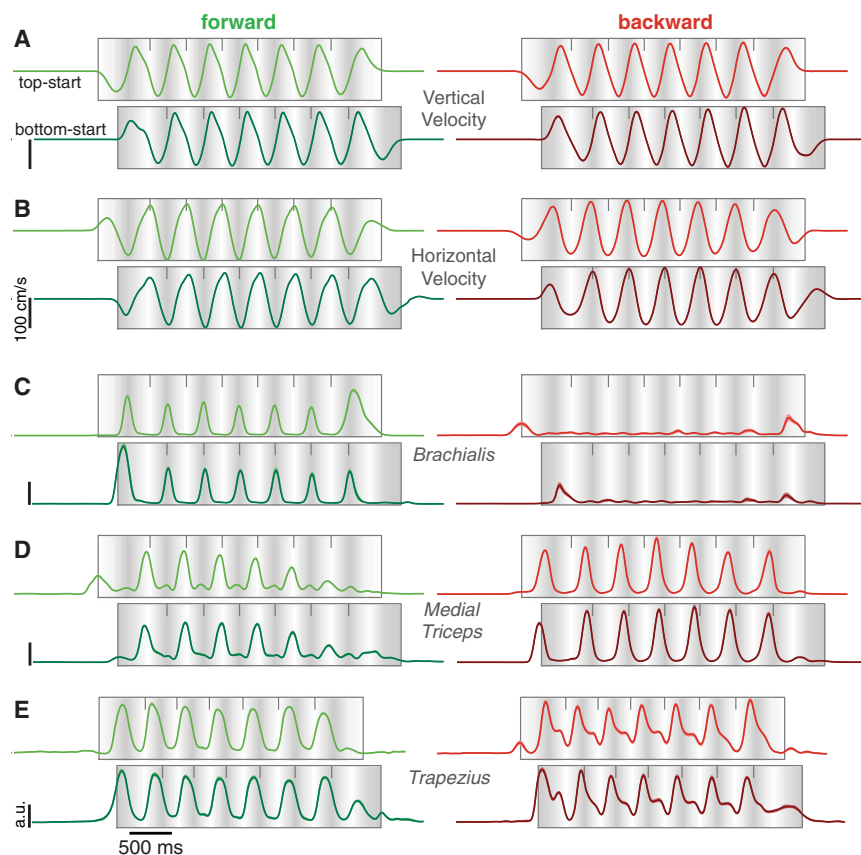 forward
backward
A
top-start
bottom-start
Vertical
Velocity
B
Horizontal
Velocity
100 cm/s
C
Brachialis
D
Medial
Triceps
E
Trapezius
a.u.
500 ms